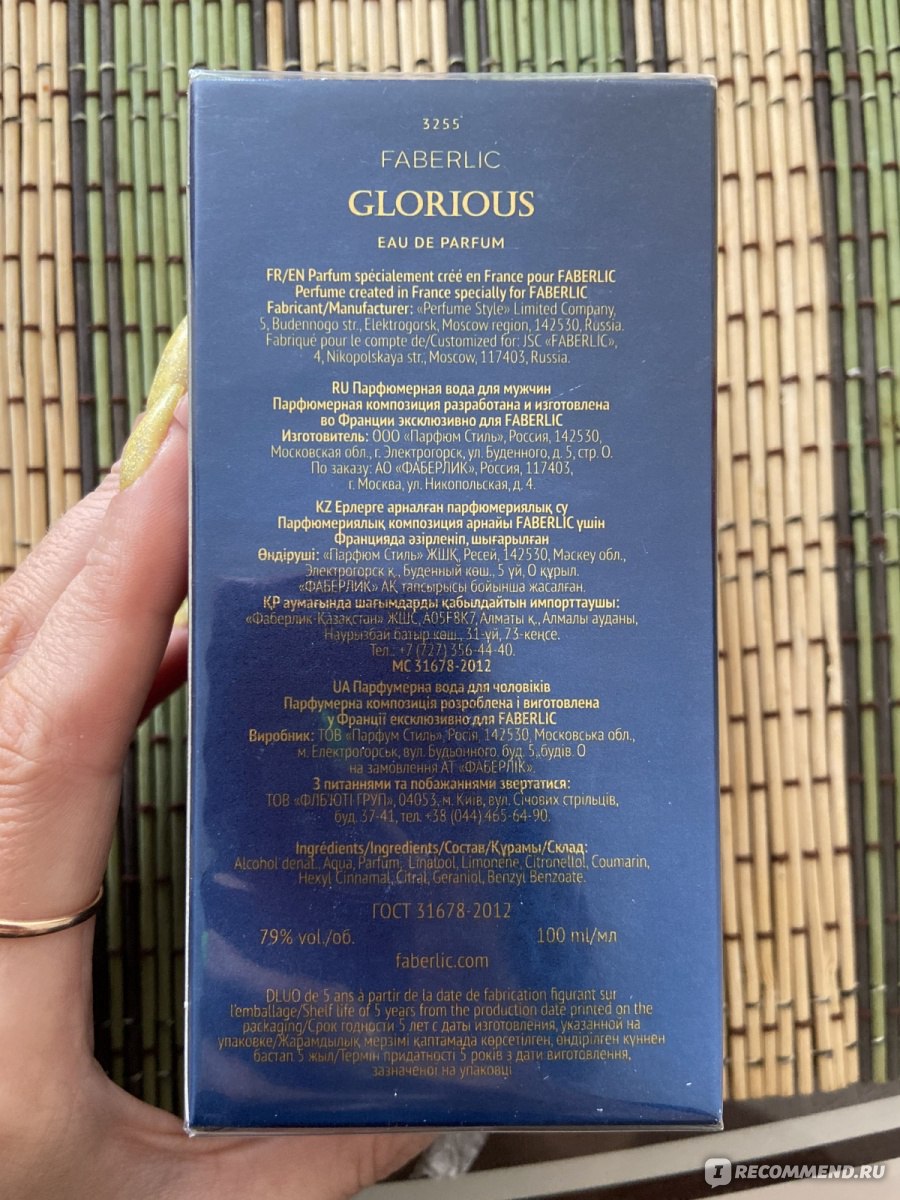 3255
FABERLIC
GLORIOUS
EAU DE PARFUM
FR/EN Parfum spécialement créé en France pour FABERLIC
Perfume created in France specially for FABERLIC
Fabricant/Manufacturer: «Perfume Style» Limited Company,
5, Budennogo str., Elektrogorsk, Moscow region, 142530, Russia.
Fabriqué pour le compte de/Customized for: JSC «FABERLIC»,
4, Nikopolskaya str., Moscow, 117403, Russia.
RU Парфюмерная вода для мужчин
Парфюмерная композиция разработана и изготовлена
во Франции эксклюзивно для FABERLIC
Изготовитель: ООО «Парфюм Стиль», Россия, 142530,
Московская обл., г. Электрогорск, ул. Буденного, д. 5, стр. О.
По заказу: АО «ФАБЕРЛИК», Россия, 117403,
г. Москва, ул. Никопольская, д. 4.
KZ Ерлерге арналған парфюмериялық су
Парфюмериялық композиция арнайы FABERLIC үшін
Францияда әзірленіп, шығарылған
Өндіруші: «Парфюм Стиль» ЖШҚ, Ресей, 142530, Мәскеу обл.,
Электрогорск қ., Буденный көш., 5 үй, О құрыл.
«ФАБЕРЛИК» АҚ тапсырысы бойынша жасалған.
ҚР аумағында шағымдарды қабылдайтын импорттаушы:
«Фаберлик-Қазақстан» ЖШС, A05F8K7, Алматы қ., Алмалы ауданы,
Наурызбай батыр көш., 31-үй, 73-кеңсе.
Тел.: +7 (727) 356-44-40.
МС 31678-2012
UA Парфумерна вода для чоловіків
Парфумерна композиція розроблена і виготовлена
у Франції ексклюзивно для FABERLIC
Виробник: ТОВ «Парфум Стиль», Росія, 142530, Московська обл.,
м. Електрогорськ, вул. Будьонного, буд. 5, будів. О
на замовлення АТ «ФАБЕРЛІК».
З питаннями та побажаннями звертатися:
ТОВ «ФЛБ'ЮТІ ГРУП», 04053, м. Київ, вул. Січових стрільців,
буд. 37-41, тел. +38 (044) 465-64-90.
Ingrédients/Ingredients/Состав/Құрамы/Склад:
Alcohol denat., Aqua, Parfum, Linalool, Limonene, Citronellol, Coumarin,
Hexyl Cinnamal, Citral, Geraniol, Benzyl Benzoate.
ГОСТ 31678-2012
79% vol./об. 100 ml/мл
faberlic.com
DLUO de 5 ans à partir de la date de fabrication figurant sur
l'emballage/Shelf life of 5 years from the production date printed on the
packaging/Срок годности 5 лет с даты изготовления, указанной на
упаковке/Жарамдылық мерзімі қаптамада көрсетілген, өндірілген күннен
бастап 5 жыл/Термін придатності 5 років з дати виготовлення,
зазначеної на упаковці
IRECOMMEND.RU